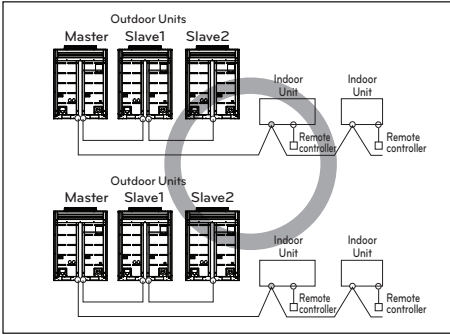 Outdoor Units
Master Slave1 Slave2
Indoor
Unit
Indoor
Unit
Remote
controller
Remote
controller
Outdoor Units
Master Slave1 Slave2
Indoor
Unit
Indoor
Unit
Remote
controller
Remote
controller